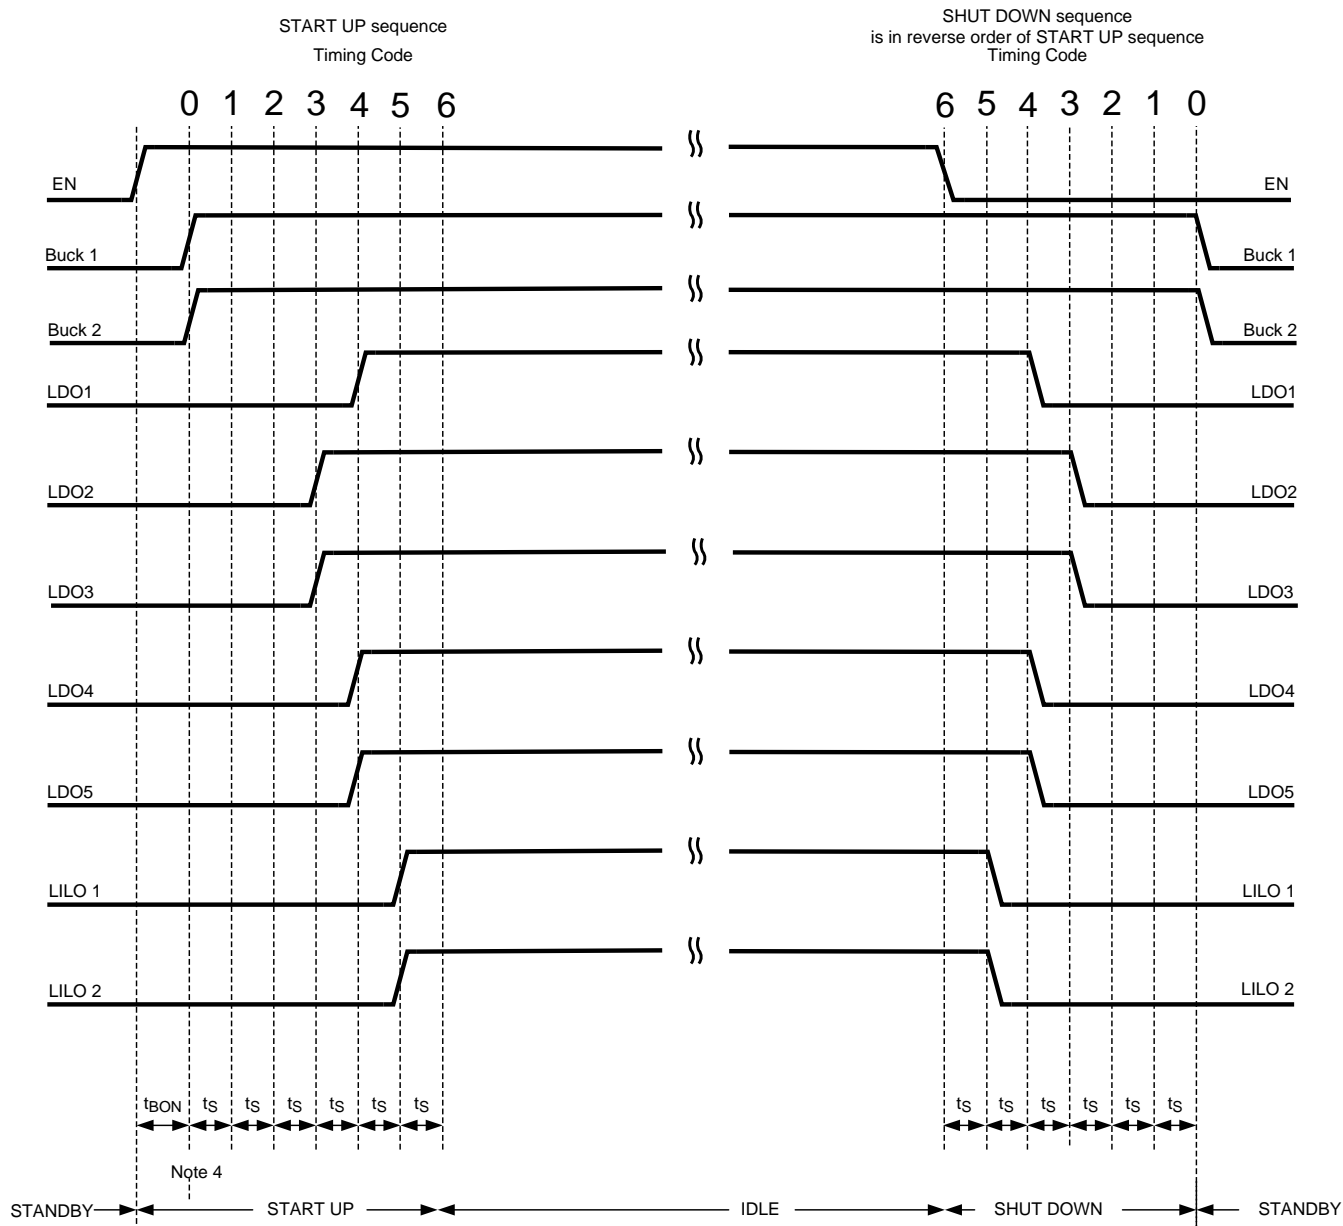 START UP sequence
Timing Code
SHUT DOWN sequence
is in reverse order of START UP sequence
Timing Code
0 1 2 3 4 5 6
6 5 4 3 2 1 0
EN
EN
Buck 1
Buck 1
Buck 2
Buck 2
LDO1
LDO1
LDO2
LDO2
LDO3
LDO3
LDO4
LDO4
LDO5
LDO5
LILO 1
LILO 1
LILO 2
LILO 2
tBON tS tS tS tS tS tS
tS tS tS tS tS tS
Note 4
STANDBY START UP IDLE SHUT DOWN STANDBY